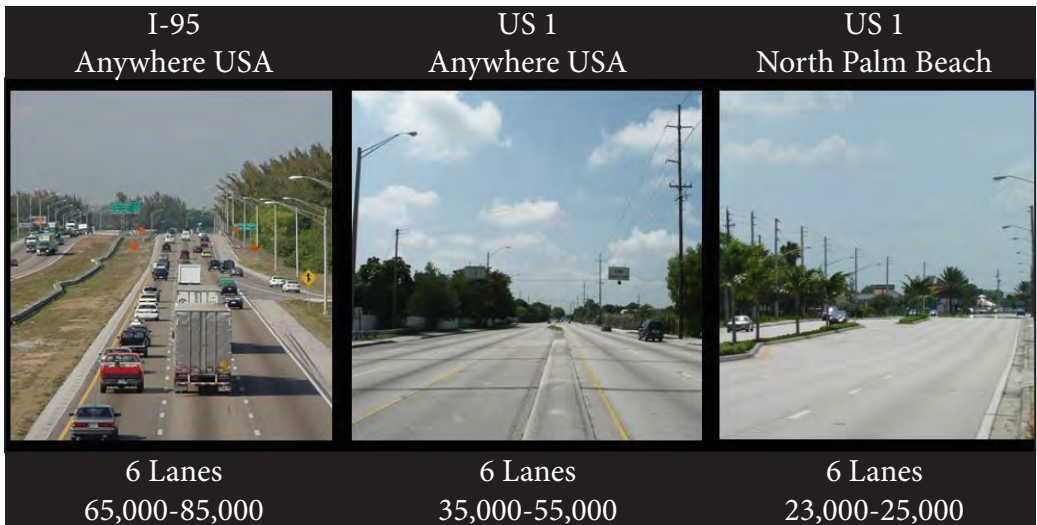 I-95
Anywhere USA
US 1
Anywhere USA
US 1
North Palm Beach
6 Lanes
65,000-85,000
6 Lanes
35,000-55,000
6 Lanes
23,000-25,000